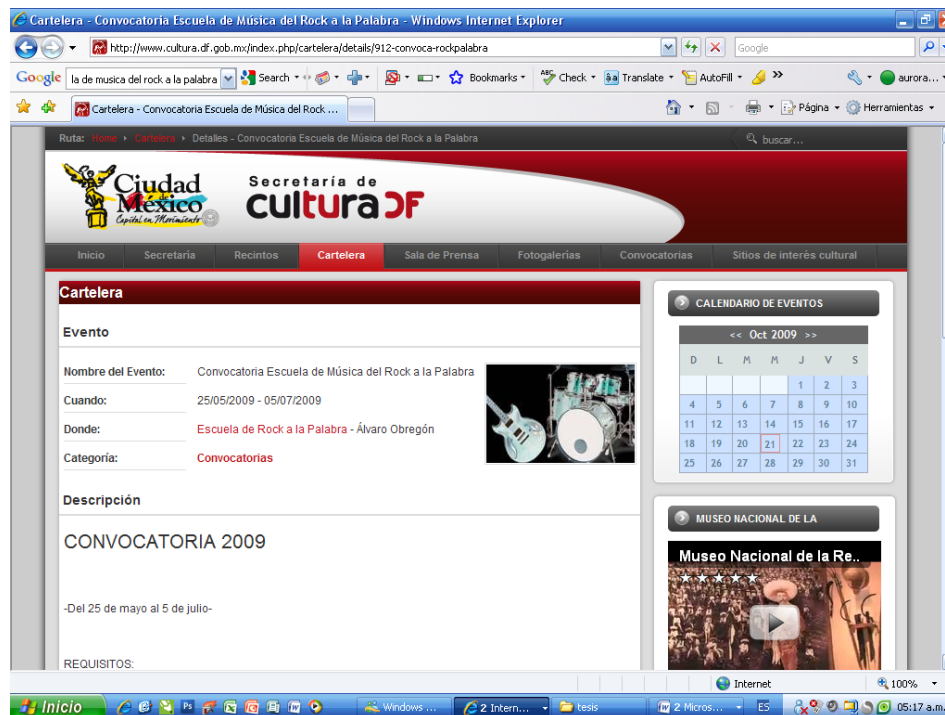 Cartelera - Convocatoria Escuela de Música del Rock a la Palabra - Windows Internet Explorer
http://www.cultura.df.gob.mx/index.php/cartelera/details/912-convoca-rockpalabra
Google
Google la de musica del rock a la palabra Search Bookmarks Check Translate AutoFill aurora...
Cartelera - Convocatoria Escuela de Música del Rock ...
Página Herramientas
Ruta: Home Cartelera Detalles - Convocatoria Escuela de Música del Rock a la Palabra
buscar...
Ciudad
de
México
Capital en Movimiento
Secretaría de
cultura DF
Inicio Secretaría Recintos Cartelera Sala de Prensa Fotogalerías Convocatorias Sitios de interés cultural
Cartelera
Evento
Nombre del Evento: Convocatoria Escuela de Música del Rock a la Palabra
Cuando: 25/05/2009 - 05/07/2009
Donde: Escuela de Rock a la Palabra - Álvaro Obregón
Categoría: Convocatorias
Descripción
CONVOCATORIA 2009
-Del 25 de mayo al 5 de julio-
REQUISITOS:
CALENDARIO DE EVENTOS
<< Oct 2009 >>
D L M M J V S
1 2 3
4 5 6 7 8 9 10
11 12 13 14 15 16 17
18 19 20 21 22 23 24
25 26 27 28 29 30 31
MUSEO NACIONAL DE LA
Museo Nacional de la Re..
Internet 100%
Inicio Windows ... 2 Intern... tesis 2 Micros... ES 05:17 a.m.